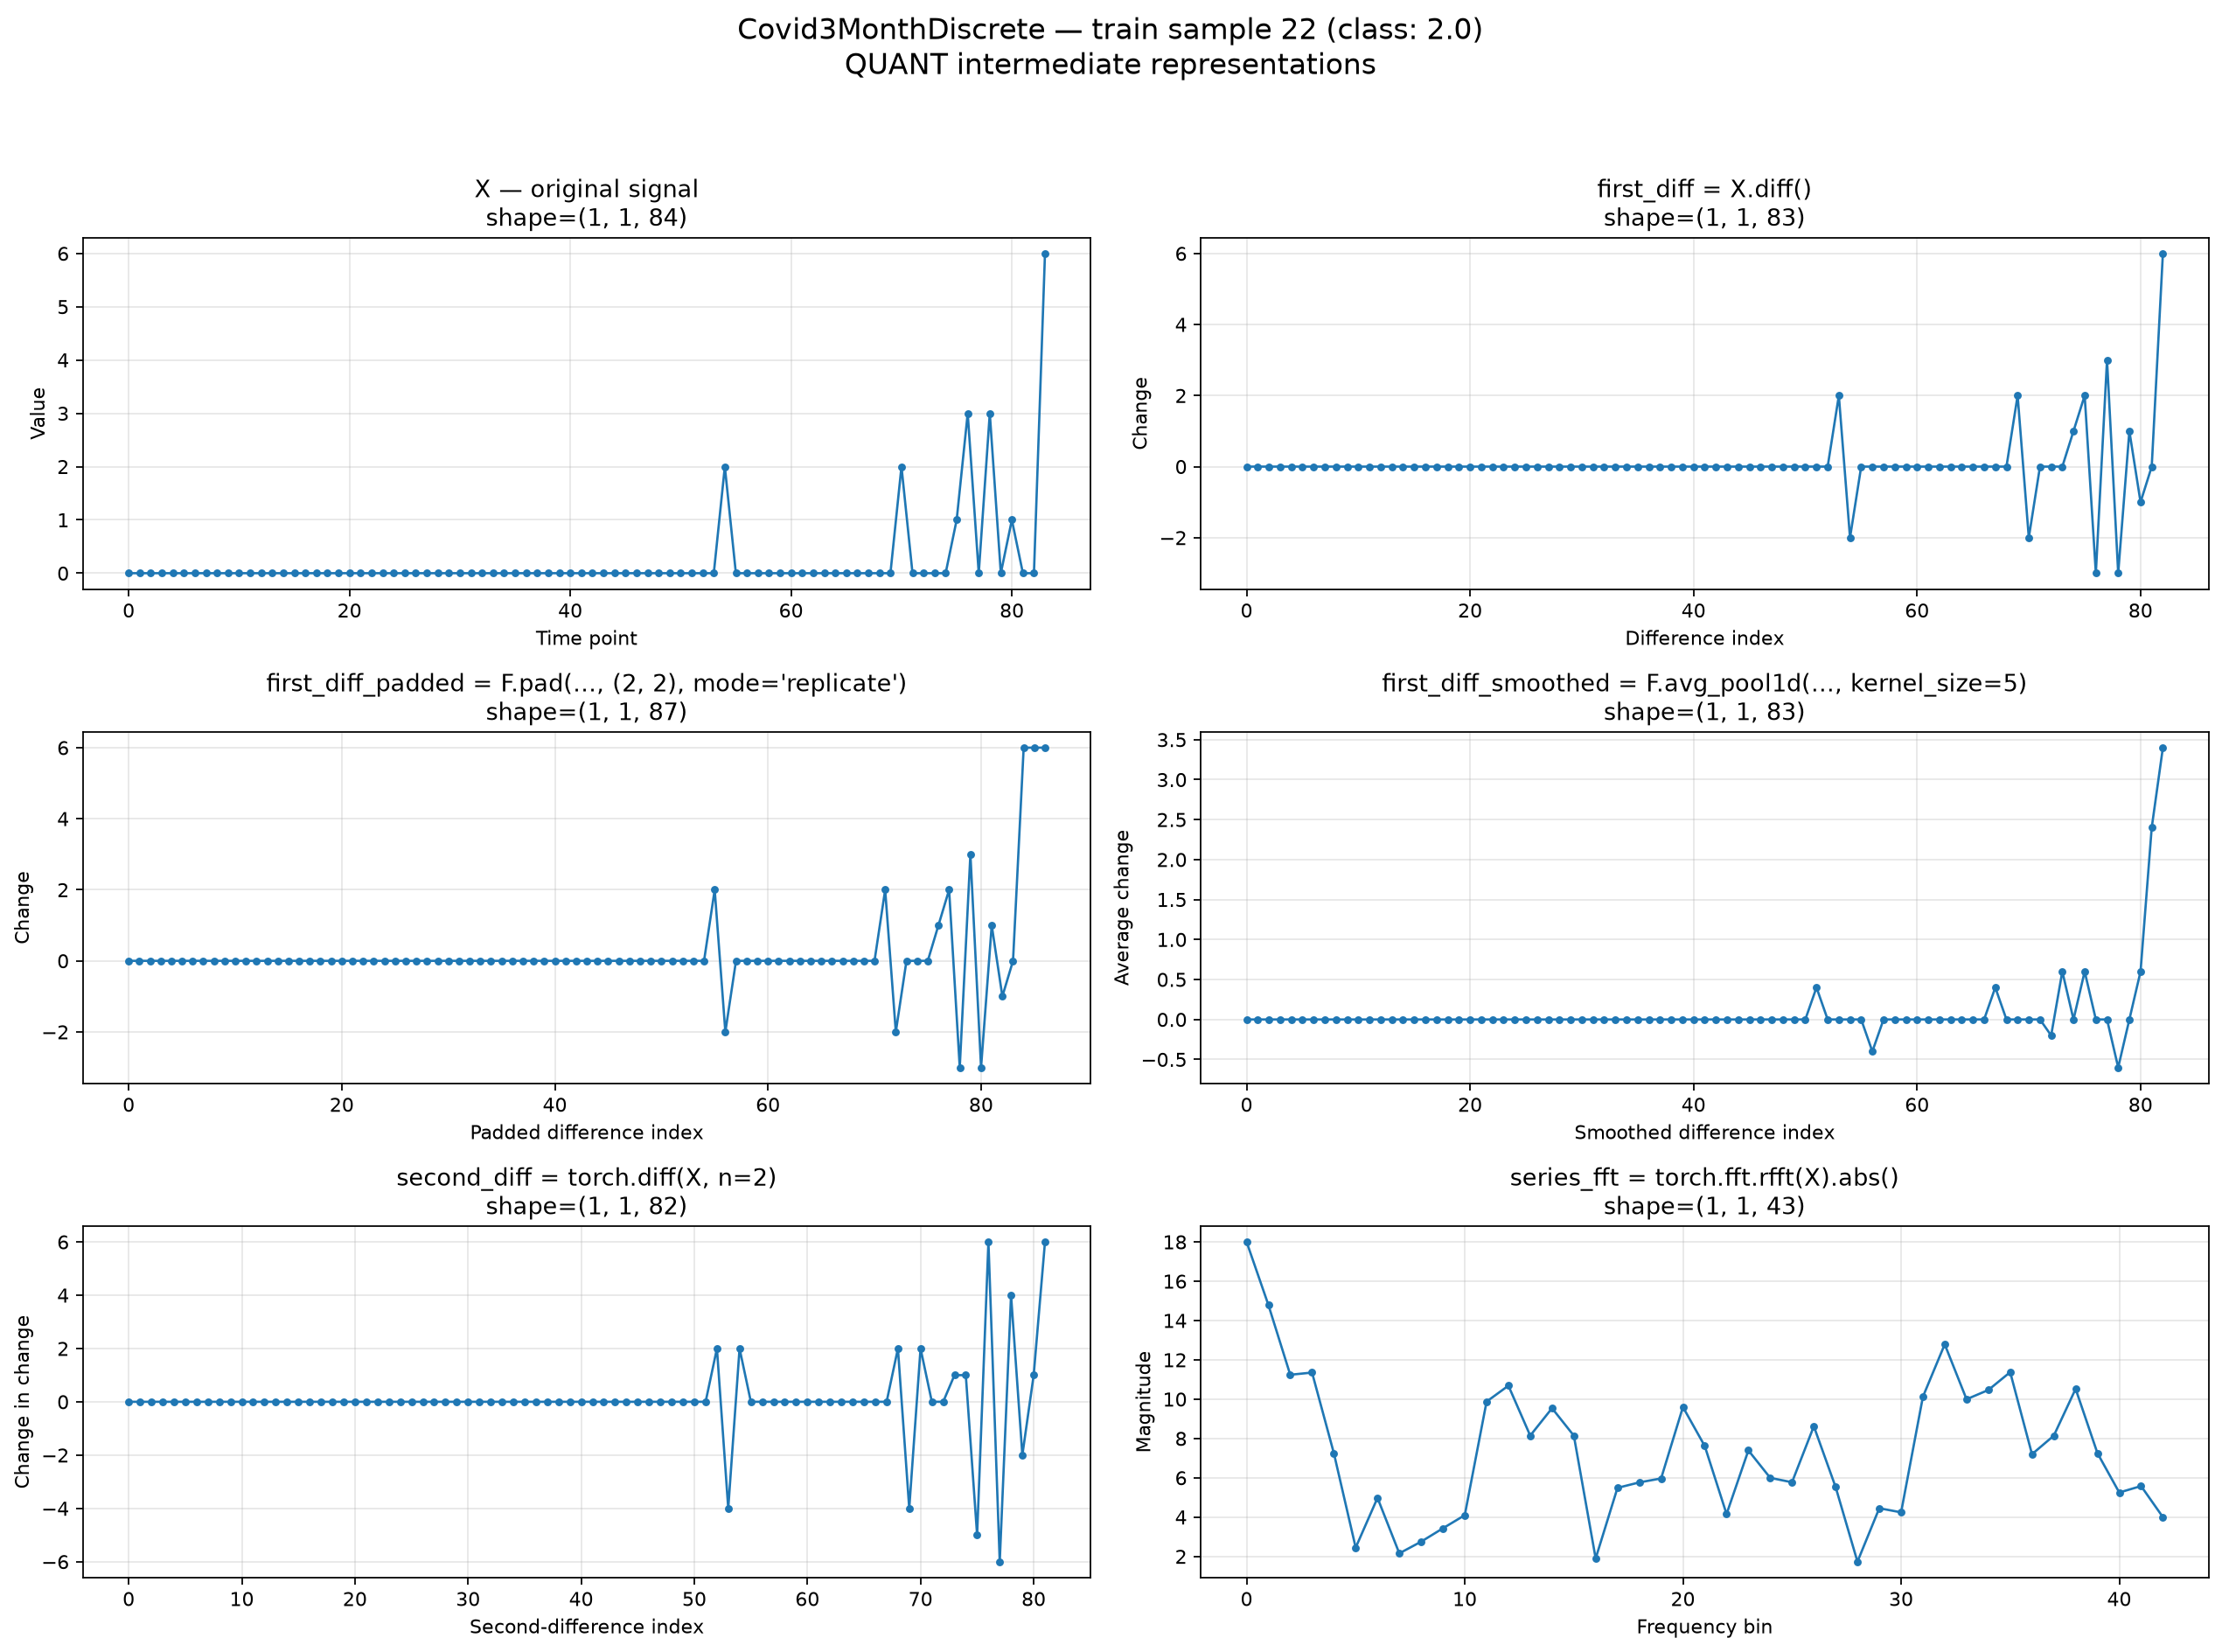 Covid3MonthDiscrete — train sample 22 (class: 2.0)
QUANT intermediate representations
X — original signal
shape=(1, 1, 84)
Value
6
5
4
3
2
1
0
0 20 40 60 80
Time point
first_diff = X.diff()
shape=(1, 1, 83)
Change
6
4
2
0
−2
0 20 40 60 80
Difference index
first_diff_padded = F.pad(..., (2, 2), mode='replicate')
shape=(1, 1, 87)
Change
6
4
2
0
−2
0 20 40 60 80
Padded difference index
first_diff_smoothed = F.avg_pool1d(..., kernel_size=5)
shape=(1, 1, 83)
Average change
3.5
3.0
2.5
2.0
1.5
1.0
0.5
0.0
−0.5
0 20 40 60 80
Smoothed difference index
second_diff = torch.diff(X, n=2)
shape=(1, 1, 82)
Change in change
6
4
2
0
−2
−4
−6
0 10 20 30 40 50 60 70 80
Second-difference index
series_fft = torch.fft.rfft(X).abs()
shape=(1, 1, 43)
Magnitude
18
16
14
12
10
8
6
4
2
0 10 20 30 40
Frequency bin